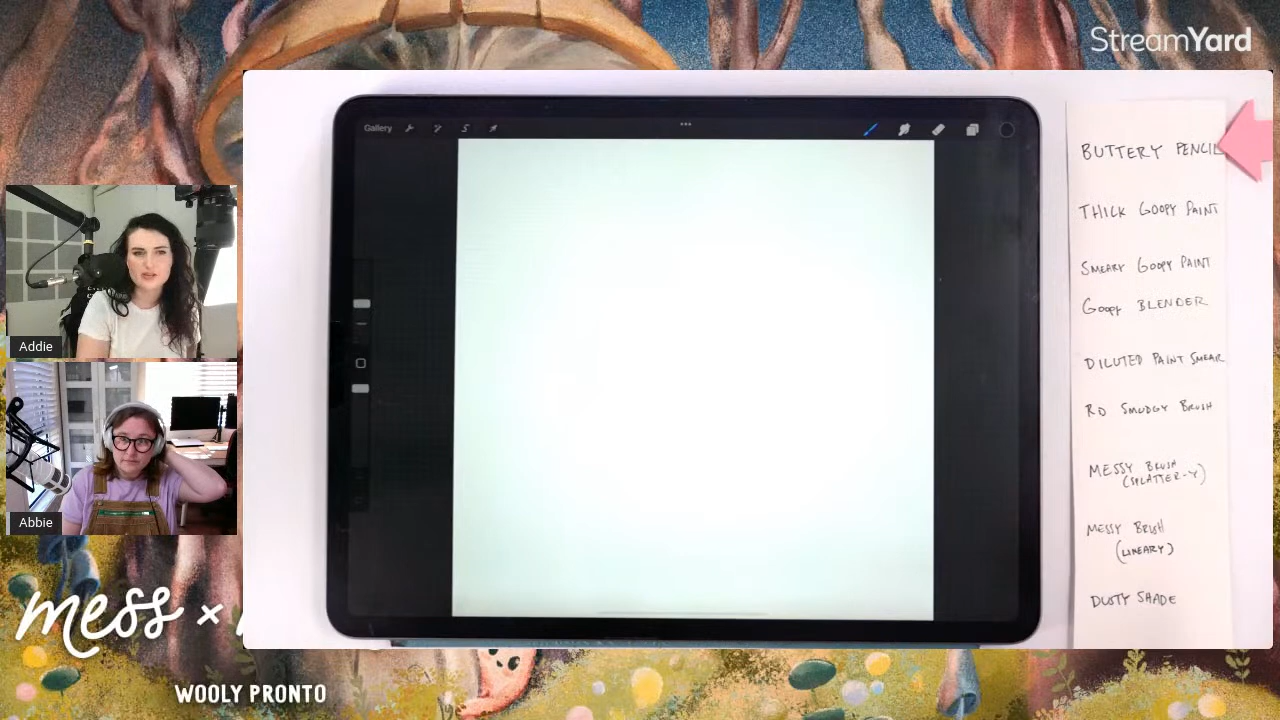 StreamYard
Gallery
BUTTERY PENCIL
THICK GOOPY PAINT
SMEARY GOOPY PAINT
GOOPY BLENDER
DILUTED PAINT SMEAR
RD SMUDGY BRUSH
MESSY BRUSH
(SPLATTER-Y)
MESSY BRUSH
(LINEARY)
DUSTY SHADE
Addie
Abbie
mess x
WOOLY PRONTO